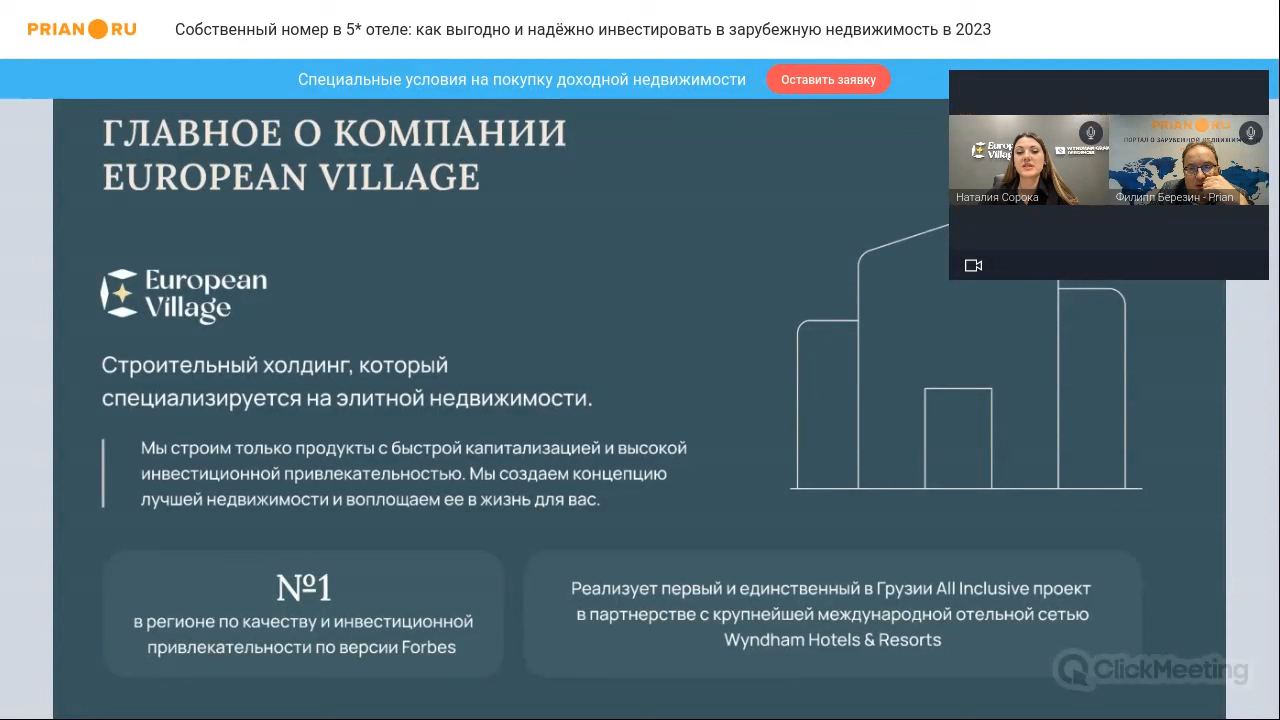 PRIAN RU
Собственный номер в 5* отеле: как выгодно и надёжно инвестировать в зарубежную недвижимость в 2023
Специальные условия на покупку доходной недвижимости
Оставить заявку
ГЛАВНОЕ О КОМПАНИИ
EUROPEAN VILLAGE
PRIAN RU
Наталия Сорока
Филипп Березин - Prian
European
Village
Строительный холдинг, который
специализируется на элитной недвижимости.
Мы строим только продукты с быстрой капитализацией и высокой
инвестиционной привлекательностью. Мы создаем концепцию
лучшей недвижимости и воплощаем ее в жизнь для вас.
№1
в регионе по качеству и инвестиционной
привлекательности по версии Forbes
Реализует первый и единственный в Грузии All Inclusive проект
в партнерстве с крупнейшей международной отельной сетью
Wyndham Hotels & Resorts
ClickMeeting